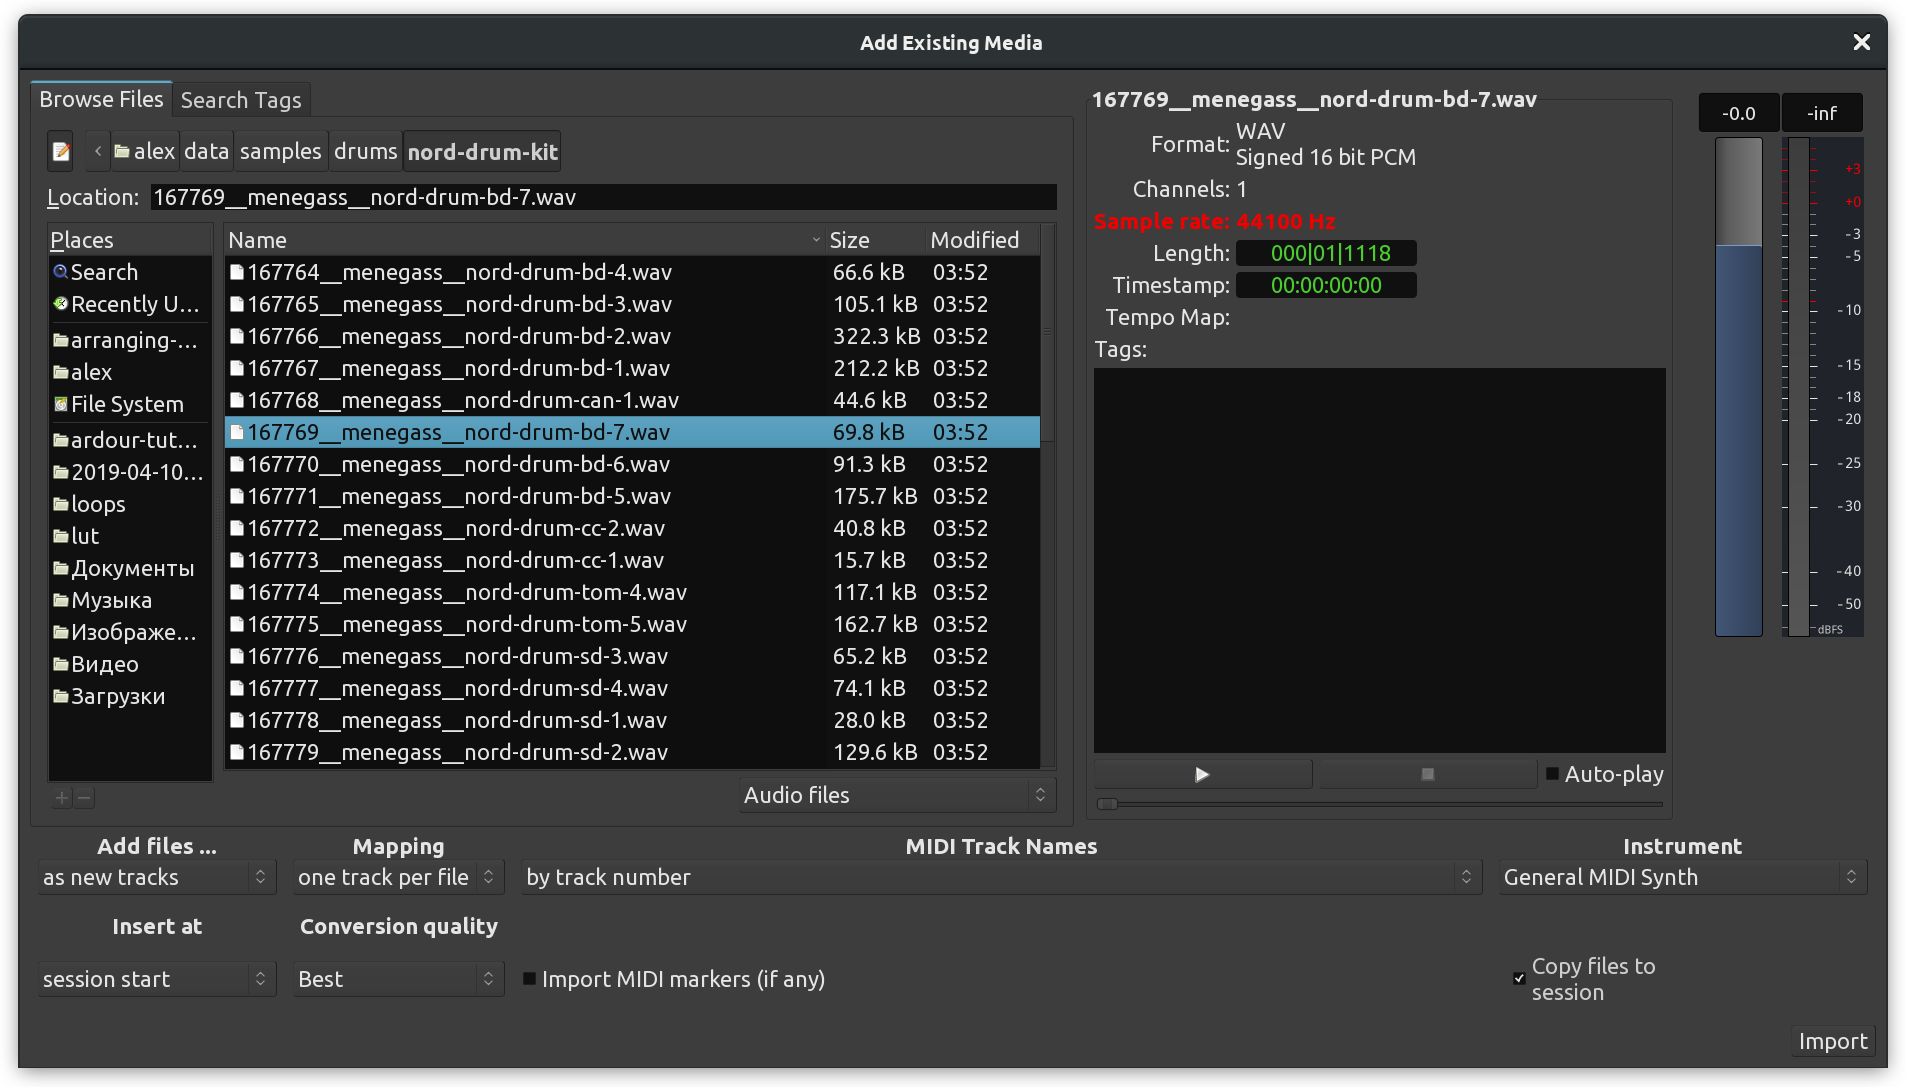 Add Existing Media
Browse Files Search Tags
alex data samples drums nord-drum-kit
Location: 167769__menegass__nord-drum-bd-7.wav
Places
Search
Recently U...
arranging-...
alex
File System
ardour-tut...
2019-04-10...
loops
lut
Документы
Музыка
Изображе...
Видео
Загрузки
Name Size Modified
167764__menegass__nord-drum-bd-4.wav 66.6 kB 03:52
167765__menegass__nord-drum-bd-3.wav 105.1 kB 03:52
167766__menegass__nord-drum-bd-2.wav 322.3 kB 03:52
167767__menegass__nord-drum-bd-1.wav 212.2 kB 03:52
167768__menegass__nord-drum-can-1.wav 44.6 kB 03:52
167769__menegass__nord-drum-bd-7.wav 69.8 kB 03:52
167770__menegass__nord-drum-bd-6.wav 91.3 kB 03:52
167771__menegass__nord-drum-bd-5.wav 175.7 kB 03:52
167772__menegass__nord-drum-cc-2.wav 40.8 kB 03:52
167773__menegass__nord-drum-cc-1.wav 15.7 kB 03:52
167774__menegass__nord-drum-tom-4.wav 117.1 kB 03:52
167775__menegass__nord-drum-tom-5.wav 162.7 kB 03:52
167776__menegass__nord-drum-sd-3.wav 65.2 kB 03:52
167777__menegass__nord-drum-sd-4.wav 74.1 kB 03:52
167778__menegass__nord-drum-sd-1.wav 28.0 kB 03:52
167779__menegass__nord-drum-sd-2.wav 129.6 kB 03:52
Audio files
167769__menegass__nord-drum-bd-7.wav
Format: WAV
Signed 16 bit PCM
Channels: 1
Sample rate: 44100 Hz
Length: 000|01|1118
Timestamp: 00:00:00:00
Tempo Map:
Tags:
Auto-play
-0.0 -inf
+3
+0
-3
-5
-10
-15
-18
-20
-25
-30
-40
-50
dBFS
Add files ... Mapping MIDI Track Names Instrument
as new tracks one track per file by track number General MIDI Synth
Insert at Conversion quality
session start Best Import MIDI markers (if any)
Copy files to
session
Import